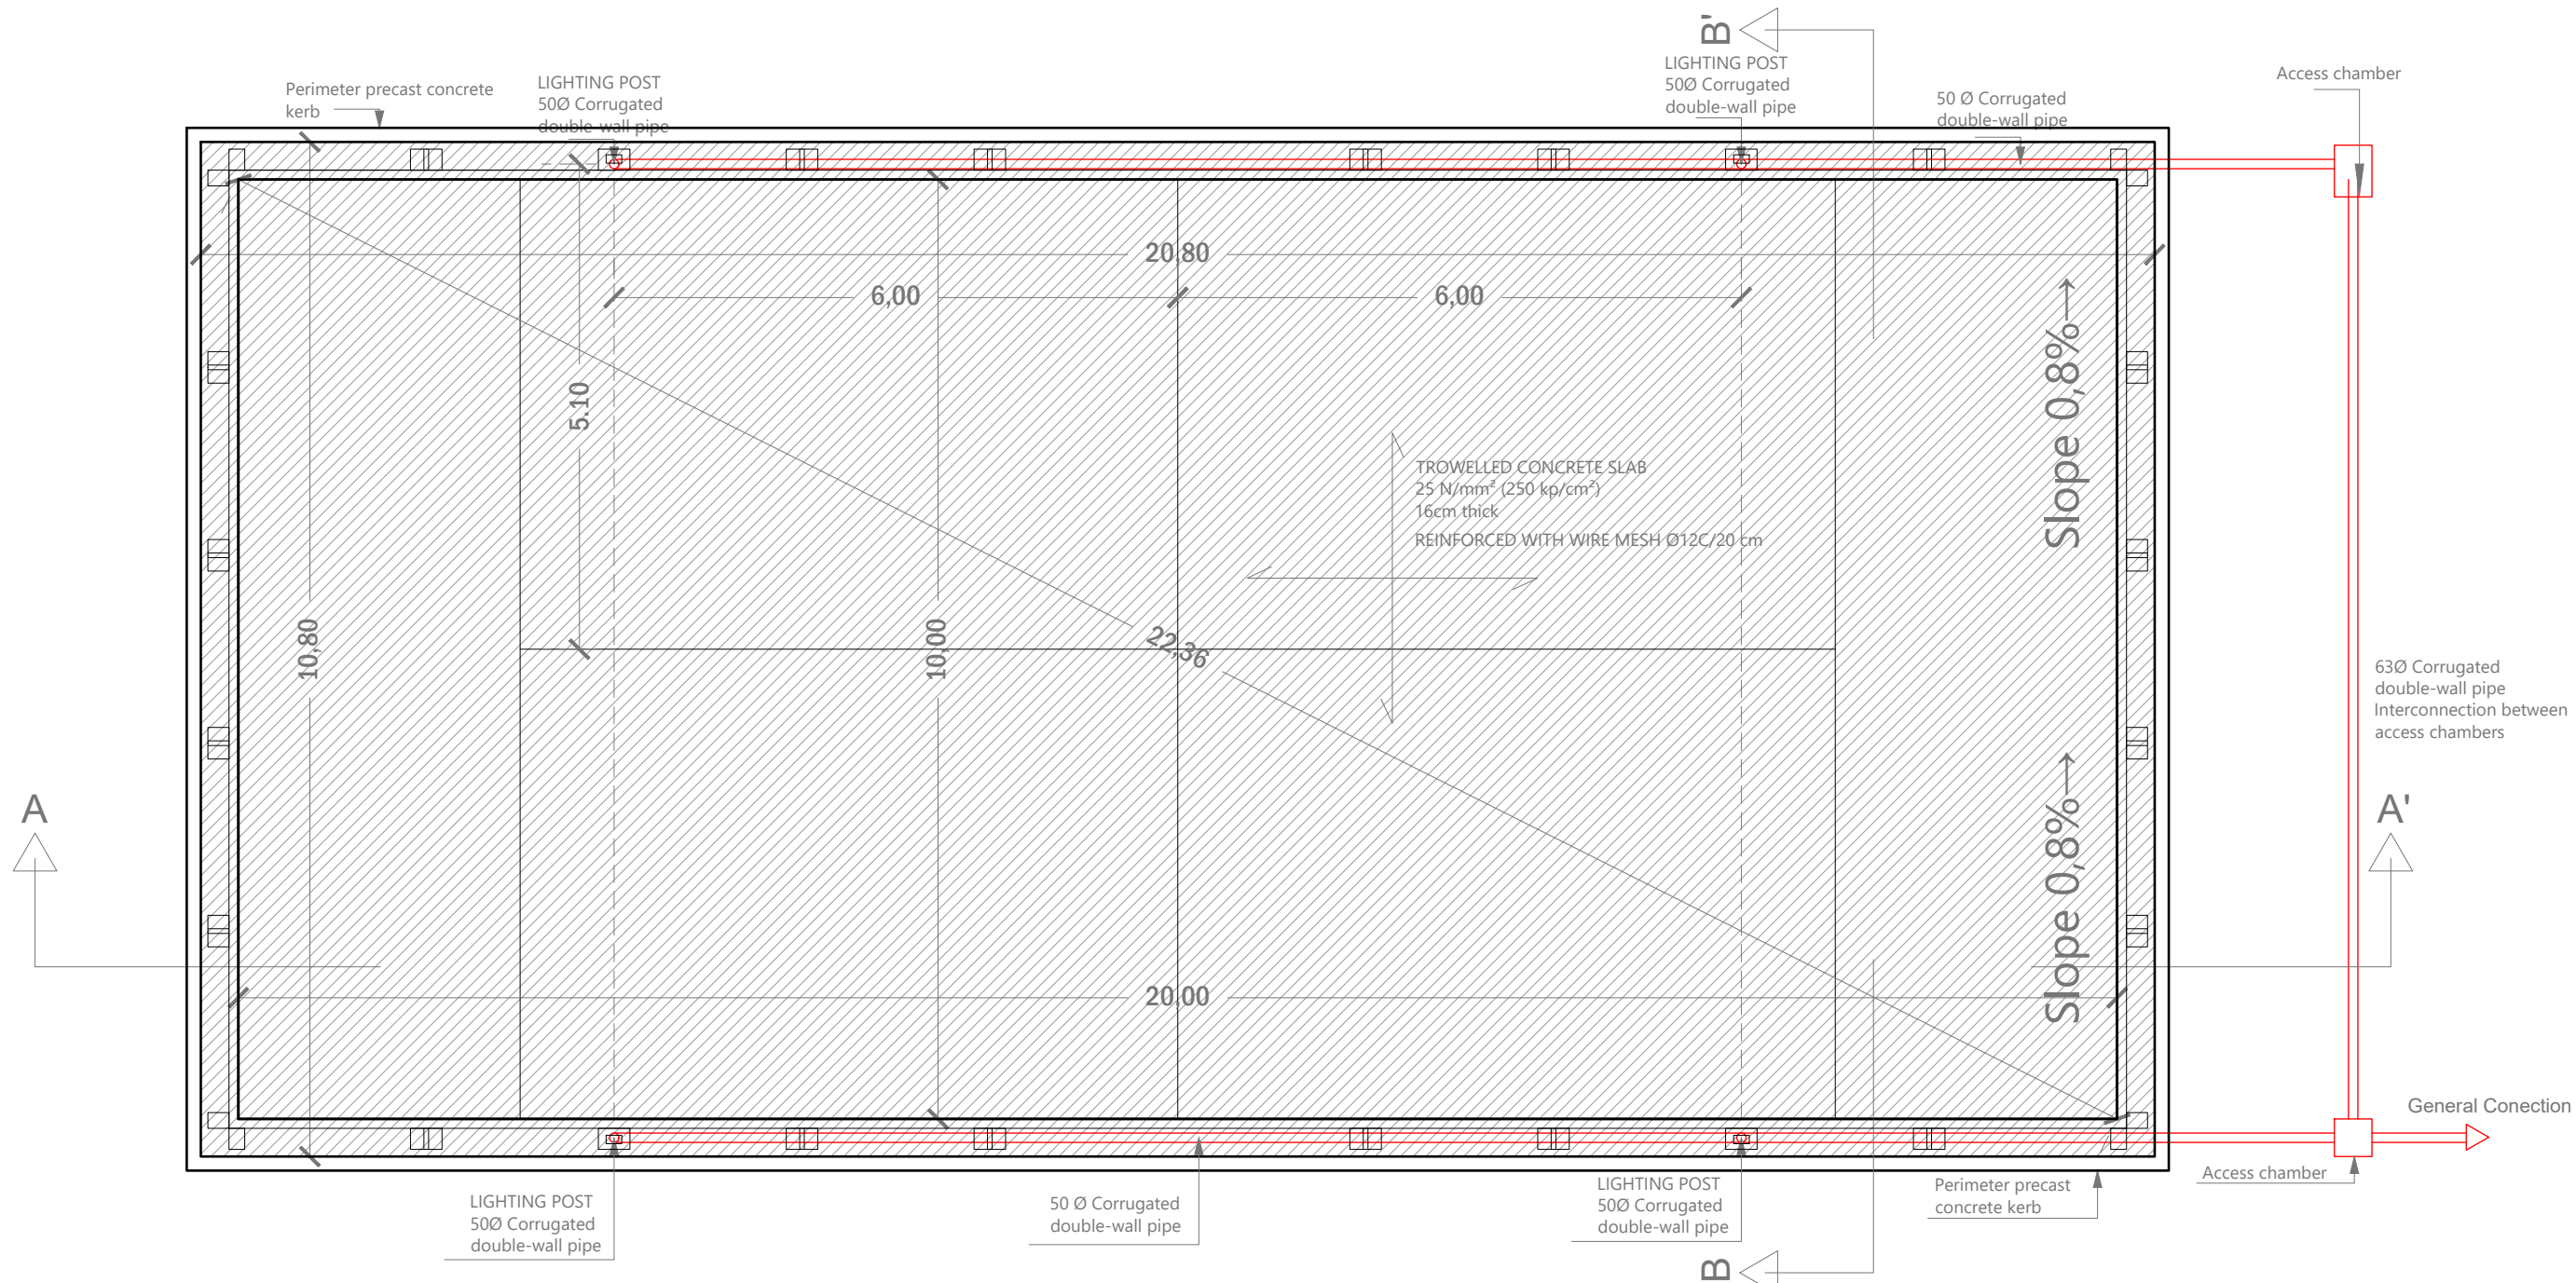 B'
LIGHTING POST
50Ø Corrugated
double-wall pipe
Access chamber
Perimeter precast concrete
kerb
LIGHTING POST
50Ø Corrugated
double-wall pipe
50 Ø Corrugated
double-wall pipe
20,80
6,00
6,00
5.10
Slope 0,8%→
TROWELLED CONCRETE SLAB
25 N/mm² (250 kp/cm²)
16cm thick
REINFORCED WITH WIRE MESH Ø12C/20 cm
10,80
10,00
22,36
63Ø Corrugated
double-wall pipe
Interconnection between
access chambers
A
A'
Slope 0,8%→
20,00
General Conection
Access chamber
LIGHTING POST
50Ø Corrugated
double-wall pipe
50 Ø Corrugated
double-wall pipe
LIGHTING POST
50Ø Corrugated
double-wall pipe
Perimeter precast
concrete kerb
B